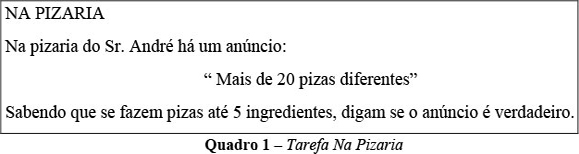 NA PIZARIA
Na pizaria do Sr. André há um anúncio:
“ Mais de 20 pizas diferentes”
Sabendo que se fazem pizas até 5 ingredientes, digam se o anúncio é verdadeiro.
Quadro 1 – Tarefa Na Pizaria